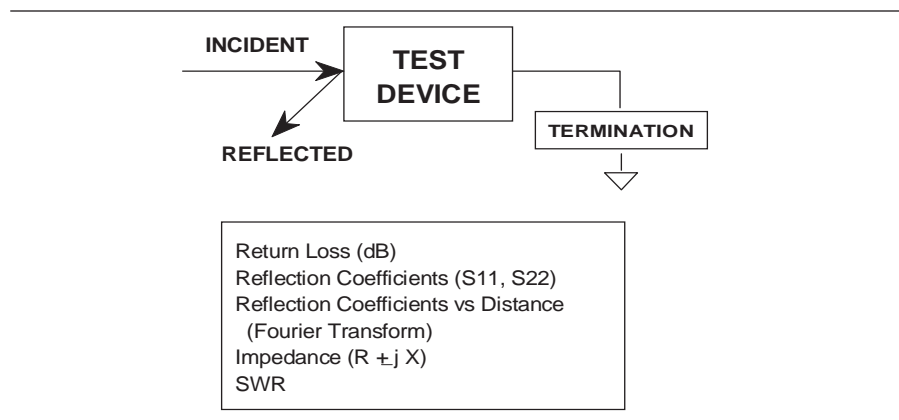 INCIDENT
TEST
DEVICE
REFLECTED
TERMINATION
Return Loss (dB)
Reflection Coefficients (S11, S22)
Reflection Coefficients vs Distance
(Fourier Transform)
Impedance (R ± j X)
SWR